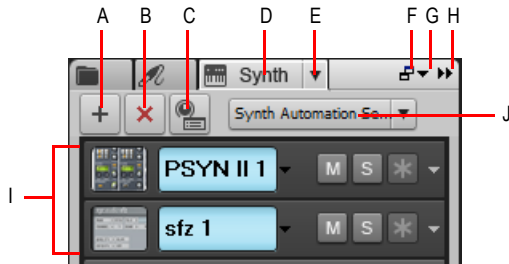 A B C D E F G H
Synth
Synth Automation Se... J
I
PSYN II 1 M S
sfz 1 M S